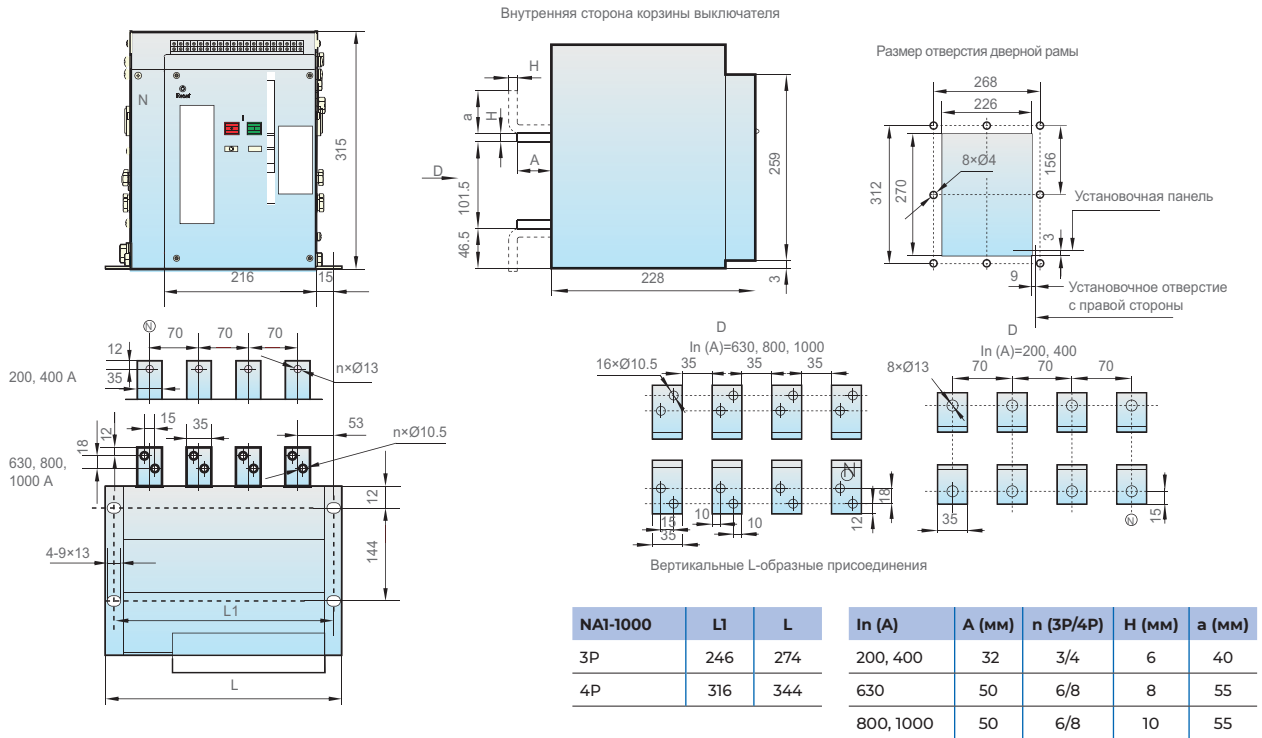 Внутренняя сторона корзины выключателя
N
Reset
I
315
216
15
H
a
H
A
D
101.5
46.5
259
228
3
Размер отверстия дверной рамы
268
226
8×Ø4
312
270
156
Установочная панель
3
9
Установочное отверстие
с правой стороны
N
70
70
70
12
200, 400 A
35
n×Ø13
15
35
53
12
18
n×Ø10.5
630, 800,
1000 A
12
4-9×13
144
L1
L
D
In (A)=630, 800, 1000
16×Ø10.5
35
35
35
N
18
12
15
35
10
10
D
In (A)=200, 400
8×Ø13
70
70
70
35
15
N
Вертикальные L-образные присоединения
NA1-1000 L1 L
3P 246 274
4P 316 344
In (A) A (мм) n (3P/4P) H (мм) a (мм)
200, 400 32 3/4 6 40
630 50 6/8 8 55
800, 1000 50 6/8 10 55